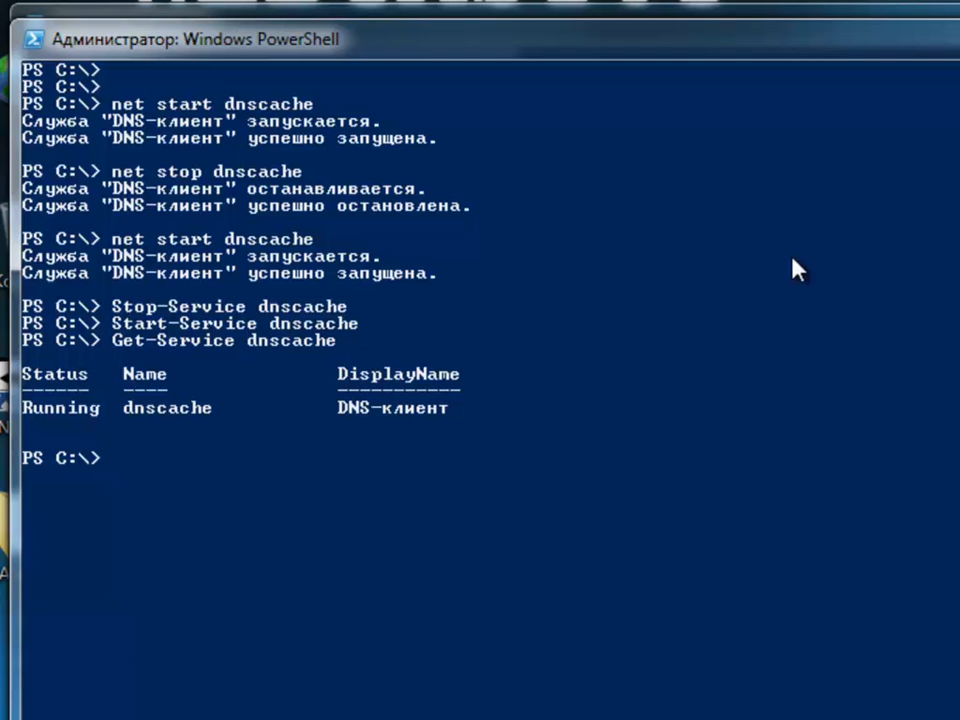 Администратор: Windows PowerShell
PS C:\>
PS C:\>
PS C:\> net start dnscache
Служба "DNS-клиент" запускается.
Служба "DNS-клиент" успешно запущена.
PS C:\> net stop dnscache
Служба "DNS-клиент" останавливается.
Служба "DNS-клиент" успешно остановлена.
PS C:\> net start dnscache
Служба "DNS-клиент" запускается.
Служба "DNS-клиент" успешно запущена.
PS C:\> Stop-Service dnscache
PS C:\> Start-Service dnscache
PS C:\> Get-Service dnscache
Status Name DisplayName
------ ---- -----------
Running dnscache DNS-клиент
PS C:\>